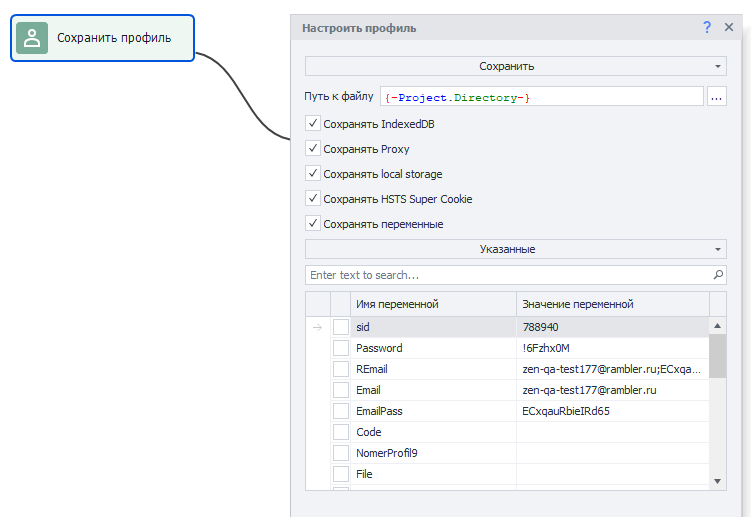 Сохранить профиль
Настроить профиль
?
Сохранить
Путь к файлу {-Project.Directory-} ...
Сохранять IndexedDB
Сохранять Proxy
Сохранять local storage
Сохранять HSTS Super Cookie
Сохранять переменные
Указанные
Enter text to search...
Имя переменной Значение переменной
sid 788940
Password !6Fzhx0M
REmail zen-qa-test177@rambler.ru;ECxqa...
Email zen-qa-test177@rambler.ru
EmailPass ECxqauRbieIRd65
Code
NomerProfil9
File